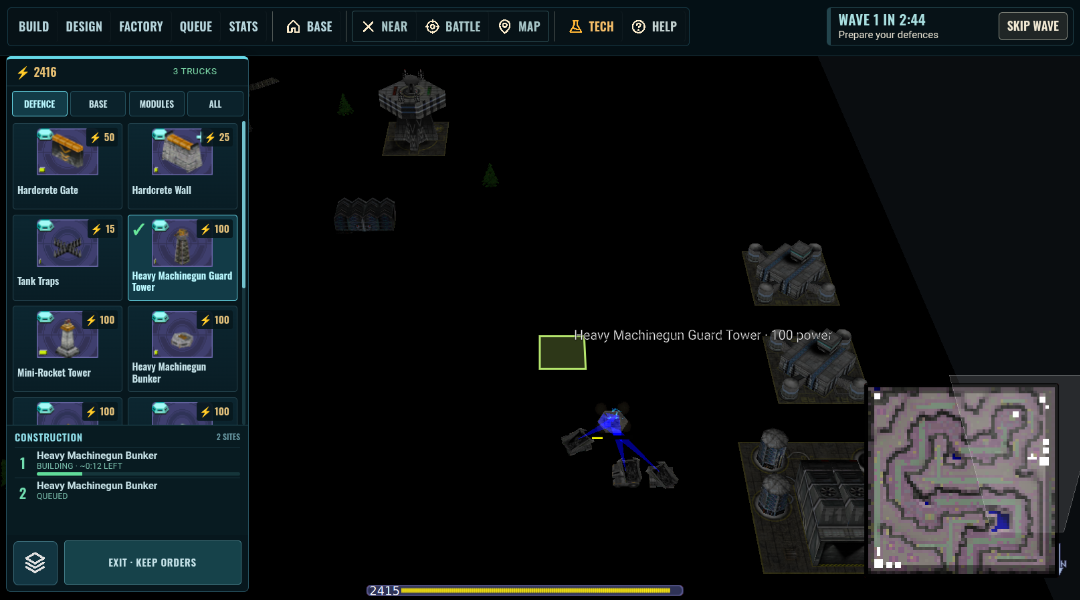 BUILD DESIGN FACTORY QUEUE STATS BASE NEAR BATTLE MAP TECH HELP
WAVE 1 IN 2:44
Prepare your defences
SKIP WAVE
2416
3 TRUCKS
DEFENCE BASE MODULES ALL
50
Hardcrete Gate
25
Hardcrete Wall
15
Tank Traps
100
Heavy Machinegun Guard
Tower
100
Mini-Rocket Tower
100
Heavy Machinegun
Bunker
100
100
CONSTRUCTION
2 SITES
1
Heavy Machinegun Bunker
BUILDING · ~0:12 LEFT
2
Heavy Machinegun Bunker
QUEUED
EXIT · KEEP ORDERS
Heavy Machinegun Guard Tower · 100 power
2415
N